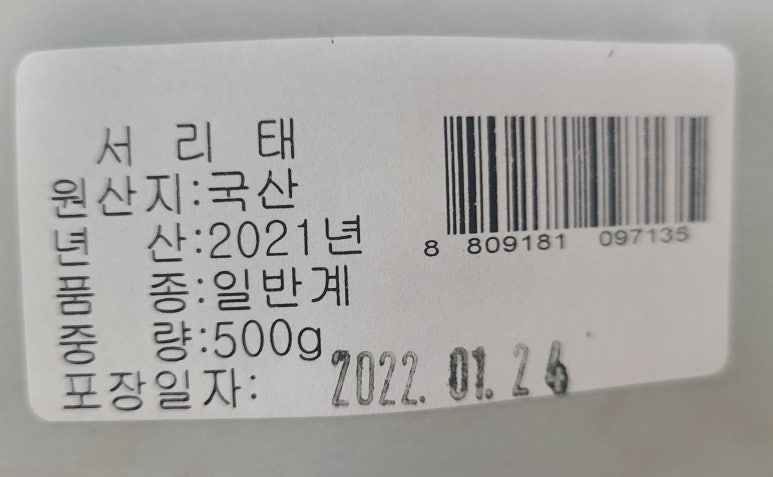 서 리 태
원산지:국산
년 산:2021년
품 종:일반계
중 량:500g
포장일자: 2022. 01. 26
8 809181 097135